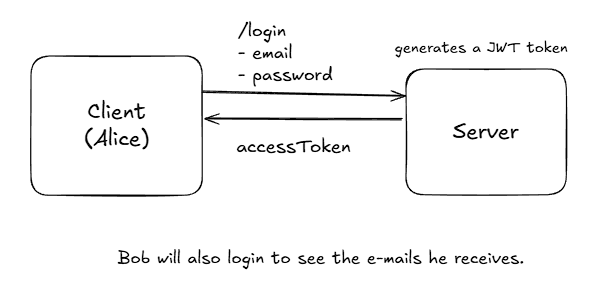 /login
- email
- password
generates a JWT token
Client
(Alice)
Server
accessToken
Bob will also login to see the e-mails he receives.